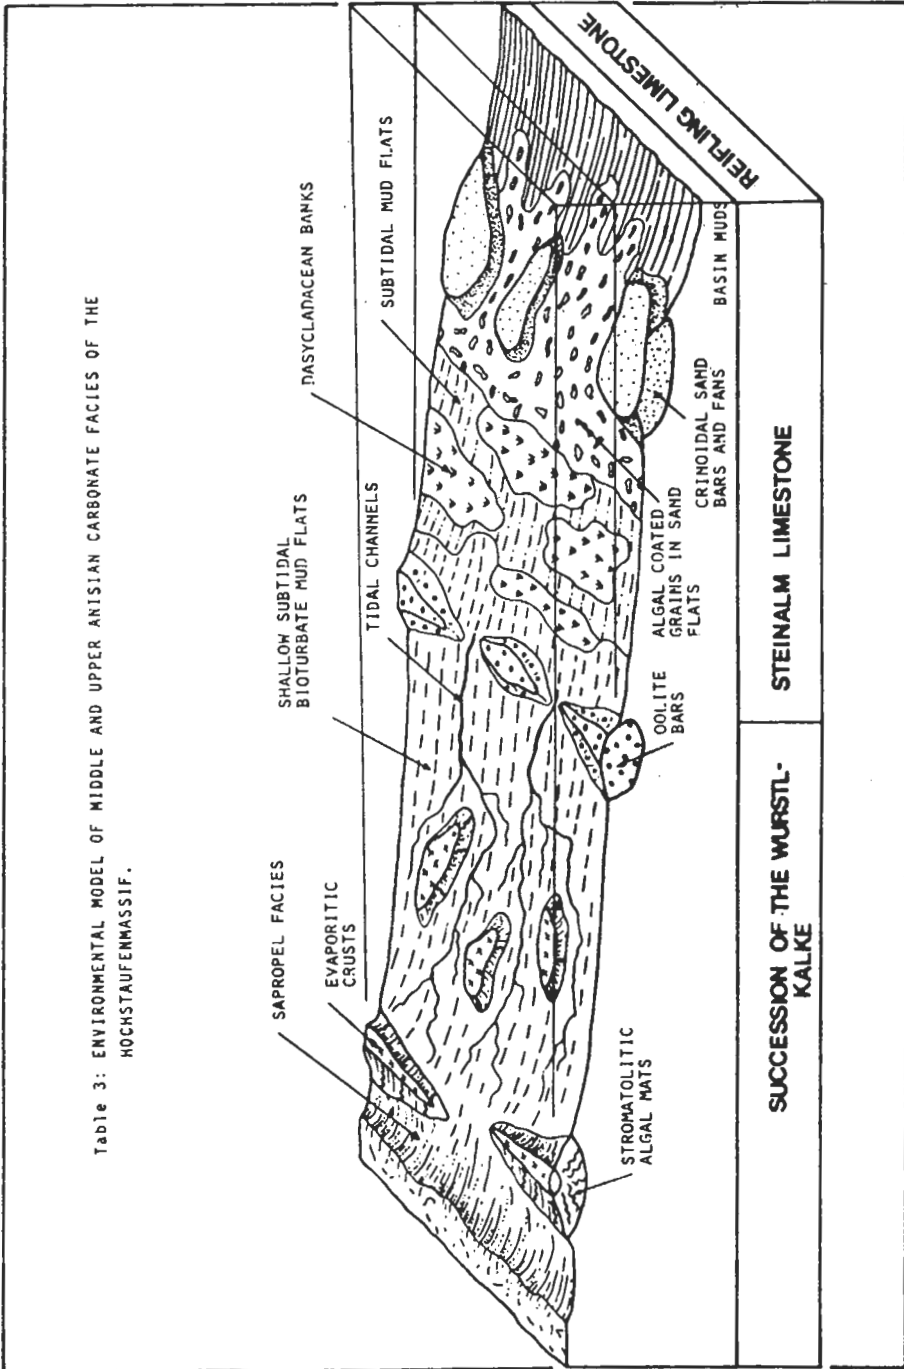 Table 3: ENVIRONMENTAL MODEL OF MIDDLE AND UPPER ANISIAN CARBONATE FACIES OF THE
HOCHSTAUFENMASSIF.
SAPROPEL FACIES
EVAPORITIC
CRUSTS
SHALLOW SUBTIDAL
BIOTURBATE MUD FLATS
TIDAL CHANNELS
DASYCLADACEAN BANKS
SUBTIDAL MUD FLATS
STROMATOLITIC
ALGAL MATS
OOLITE
BARS
ALGAL COATED
GRAINS IN SAND
FLATS
CRINOIDAL SAND
BARS AND FANS
BASIN MUDS
SUCCESSION OF THE WURSTL-
KALKE
STEINALM LIMESTONE
REIFLING LIMESTONE